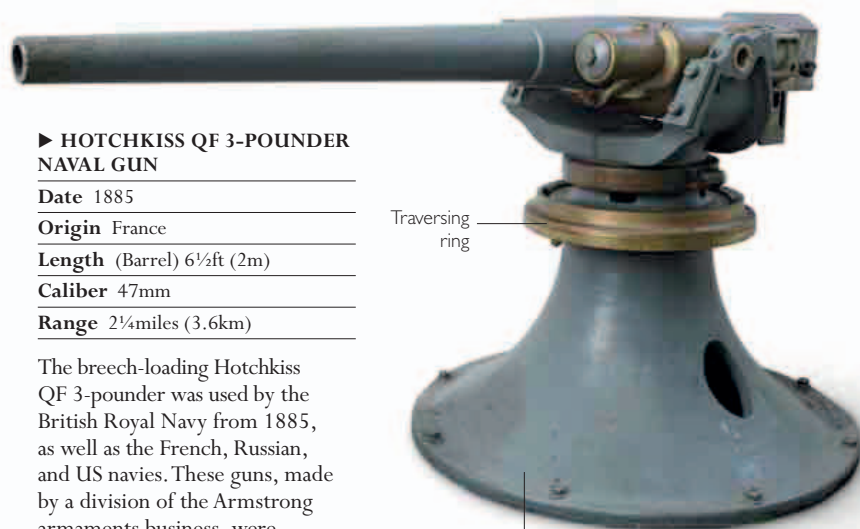 ▶ HOTCHKISS QF 3-POUNDER
NAVAL GUN
Date 1885
Origin France
Length (Barrel) 6½ft (2m)
Caliber 47mm
Range 2¼miles (3.6km)
Traversing
ring
The breech-loading Hotchkiss
QF 3-pounder was used by the
British Royal Navy from 1885,
as well as the French, Russian,
and US navies. These guns, made
by a division of the Armstrong
armaments business, were